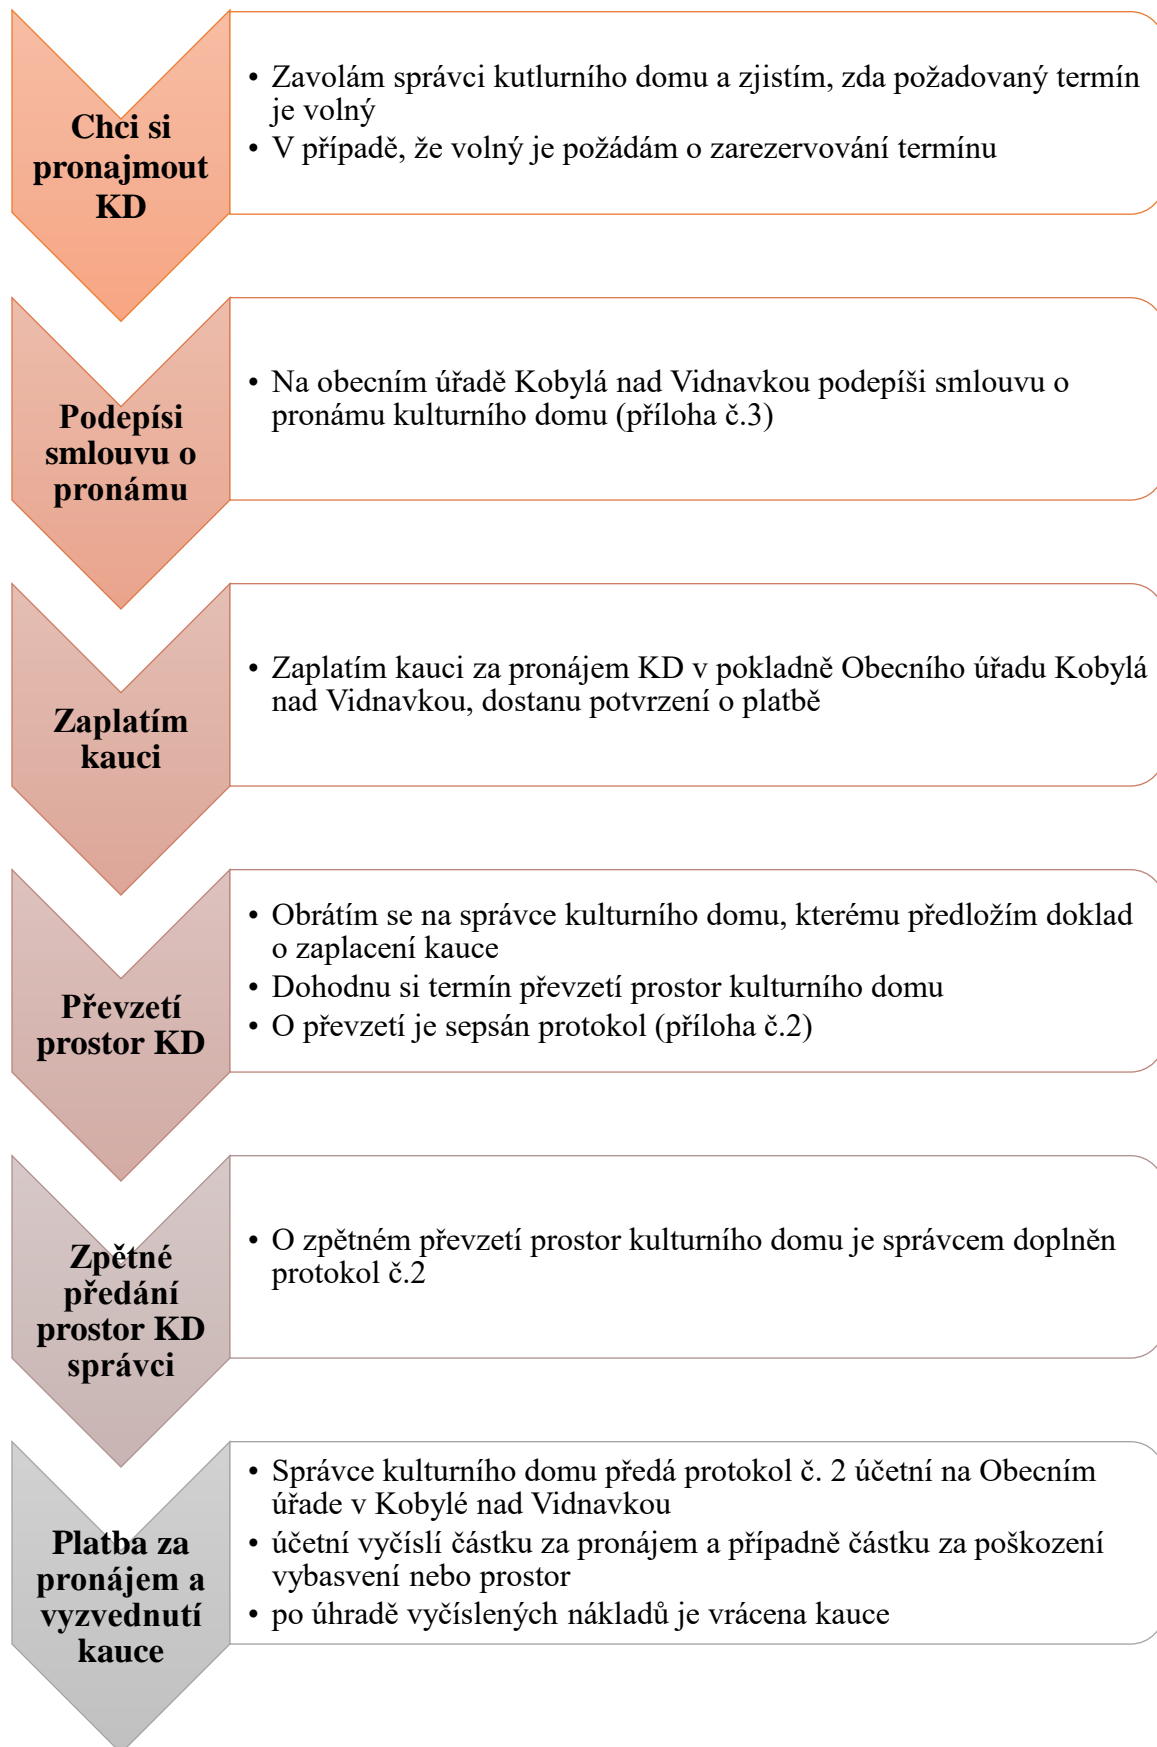 Chci si
pronajmout
KD
• Zavolám správci kutlurního domu a zjistím, zda požadovaný termín
je volný
• V případě, že volný je požádám o zarezervování termínu
Podepísi
smlouvu o
pronámu
• Na obecním úřadě Kobylá nad Vidnavkou podepíši smlouvu o
pronámu kulturního domu (příloha č.3)
Zaplatím
kauci
• Zaplatím kauci za pronájem KD v pokladně Obecního úřadu Kobylá
nad Vidnavkou, dostanu potvrzení o platbě
Převzetí
prostor KD
• Obrátím se na správce kulturního domu, kterému předložím doklad
o zaplacení kauce
• Dohodnu si termín převzetí prostor kulturního domu
• O převzetí je sepsán protokol (příloha č.2)
Zpětné
předání
prostor KD
správci
• O zpětném převzetí prostor kulturního domu je správcem doplněn
protokol č.2
Platba za
pronájem a
vyzvednutí
kauce
• Správce kulturního domu předá protokol č. 2 účetní na Obecním
úřade v Kobylé nad Vidnavkou
• účetní vyčíslí částku za pronájem a případně částku za poškození
vybasvení nebo prostor
• po úhradě vyčíslených nákladů je vrácena kauce